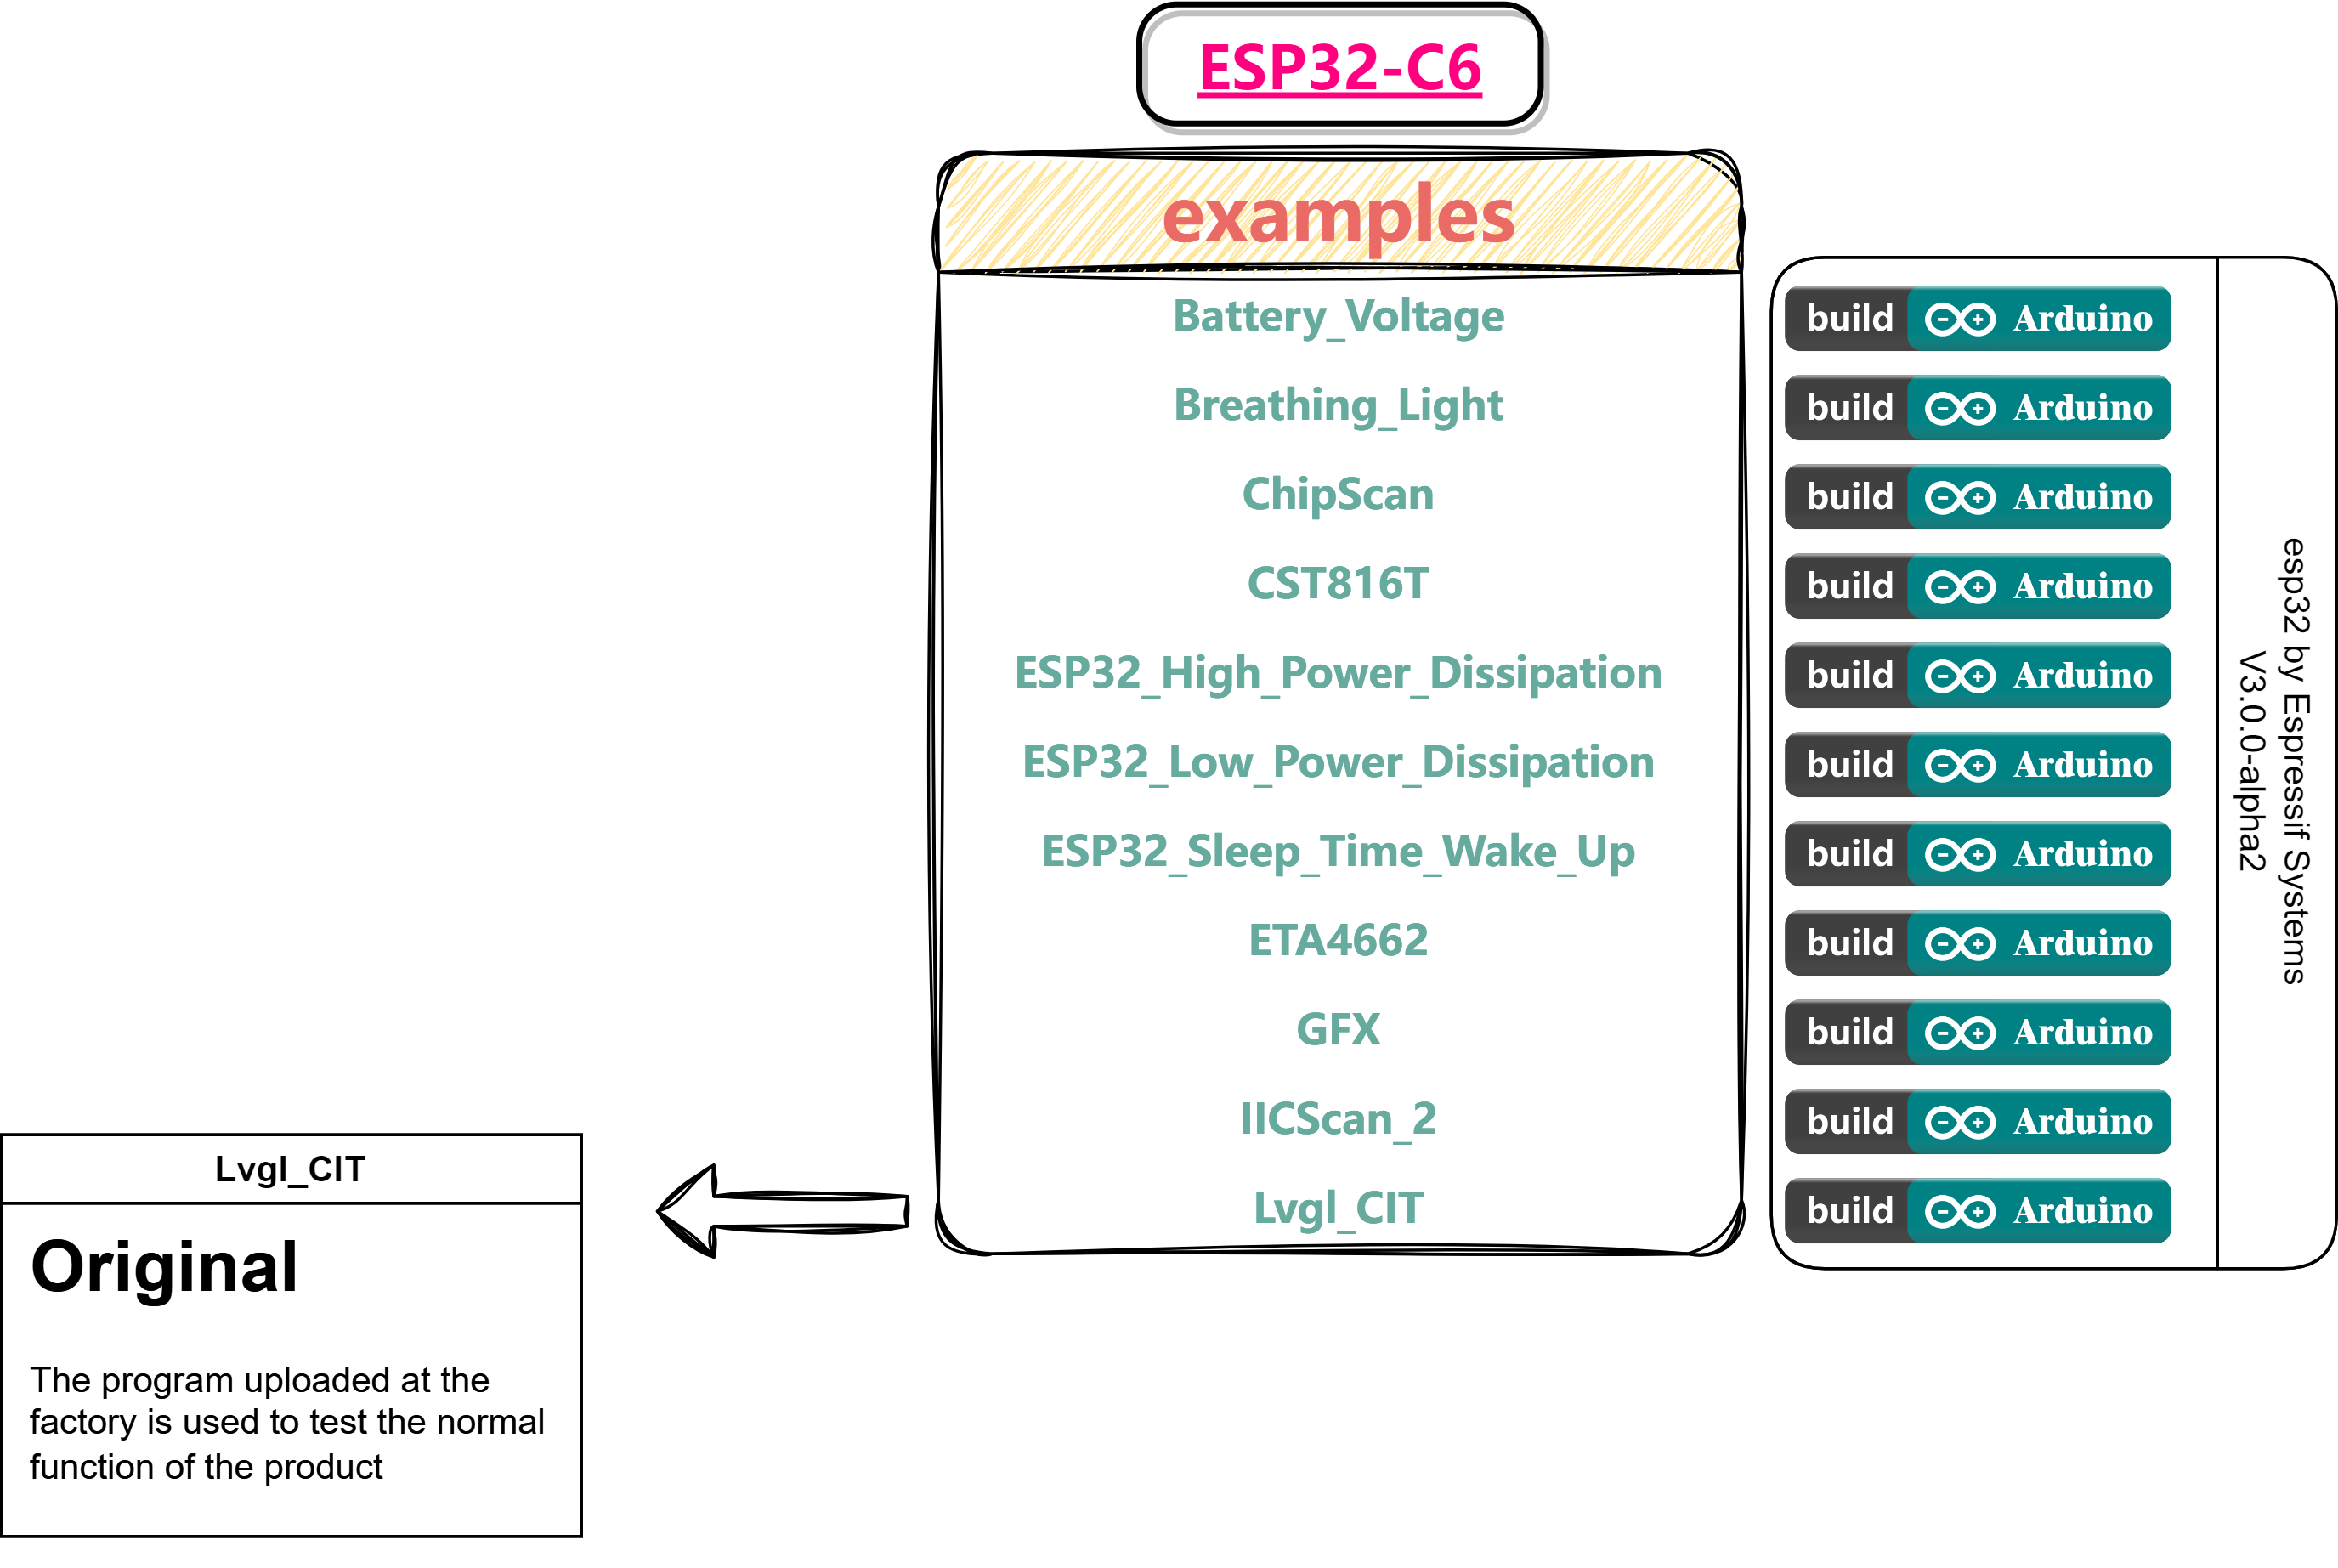 ESP32-C6
examples
Battery_Voltage
build Arduino
Breathing_Light
build Arduino
ChipScan
build Arduino
CST816T
build Arduino
ESP32_High_Power_Dissipation
build Arduino
ESP32_Low_Power_Dissipation
build Arduino
ESP32_Sleep_Time_Wake_Up
build Arduino
ETA4662
build Arduino
GFX
build Arduino
IICScan_2
build Arduino
Lvgl_CIT
build Arduino
esp32 by Espressif Systems
V3.0.0-alpha2
Lvgl_CIT
Original
The program uploaded at the
factory is used to test the normal
function of the product